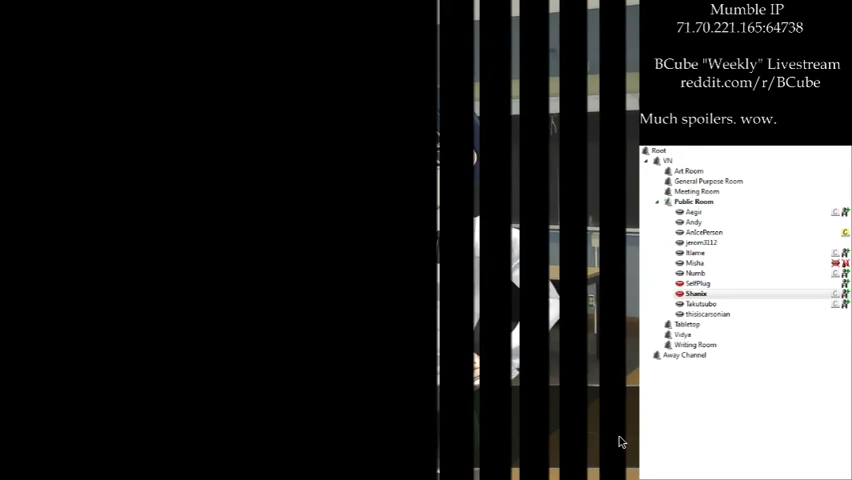 Mumble IP
71.70.221.165:64738
BCube "Weekly" Livestream
reddit.com/r/BCube
Much spoilers. wow.
Root
VN
Art Room
General Purpose Room
Meeting Room
Public Room
Aegir
Andy
AnIcePerson
jerom3112
Misha
Numb
SelfPlug
Shanix
Takutsubo
thisiscarsonian
Tabletop
Vidya
Writing Room
Away Channel